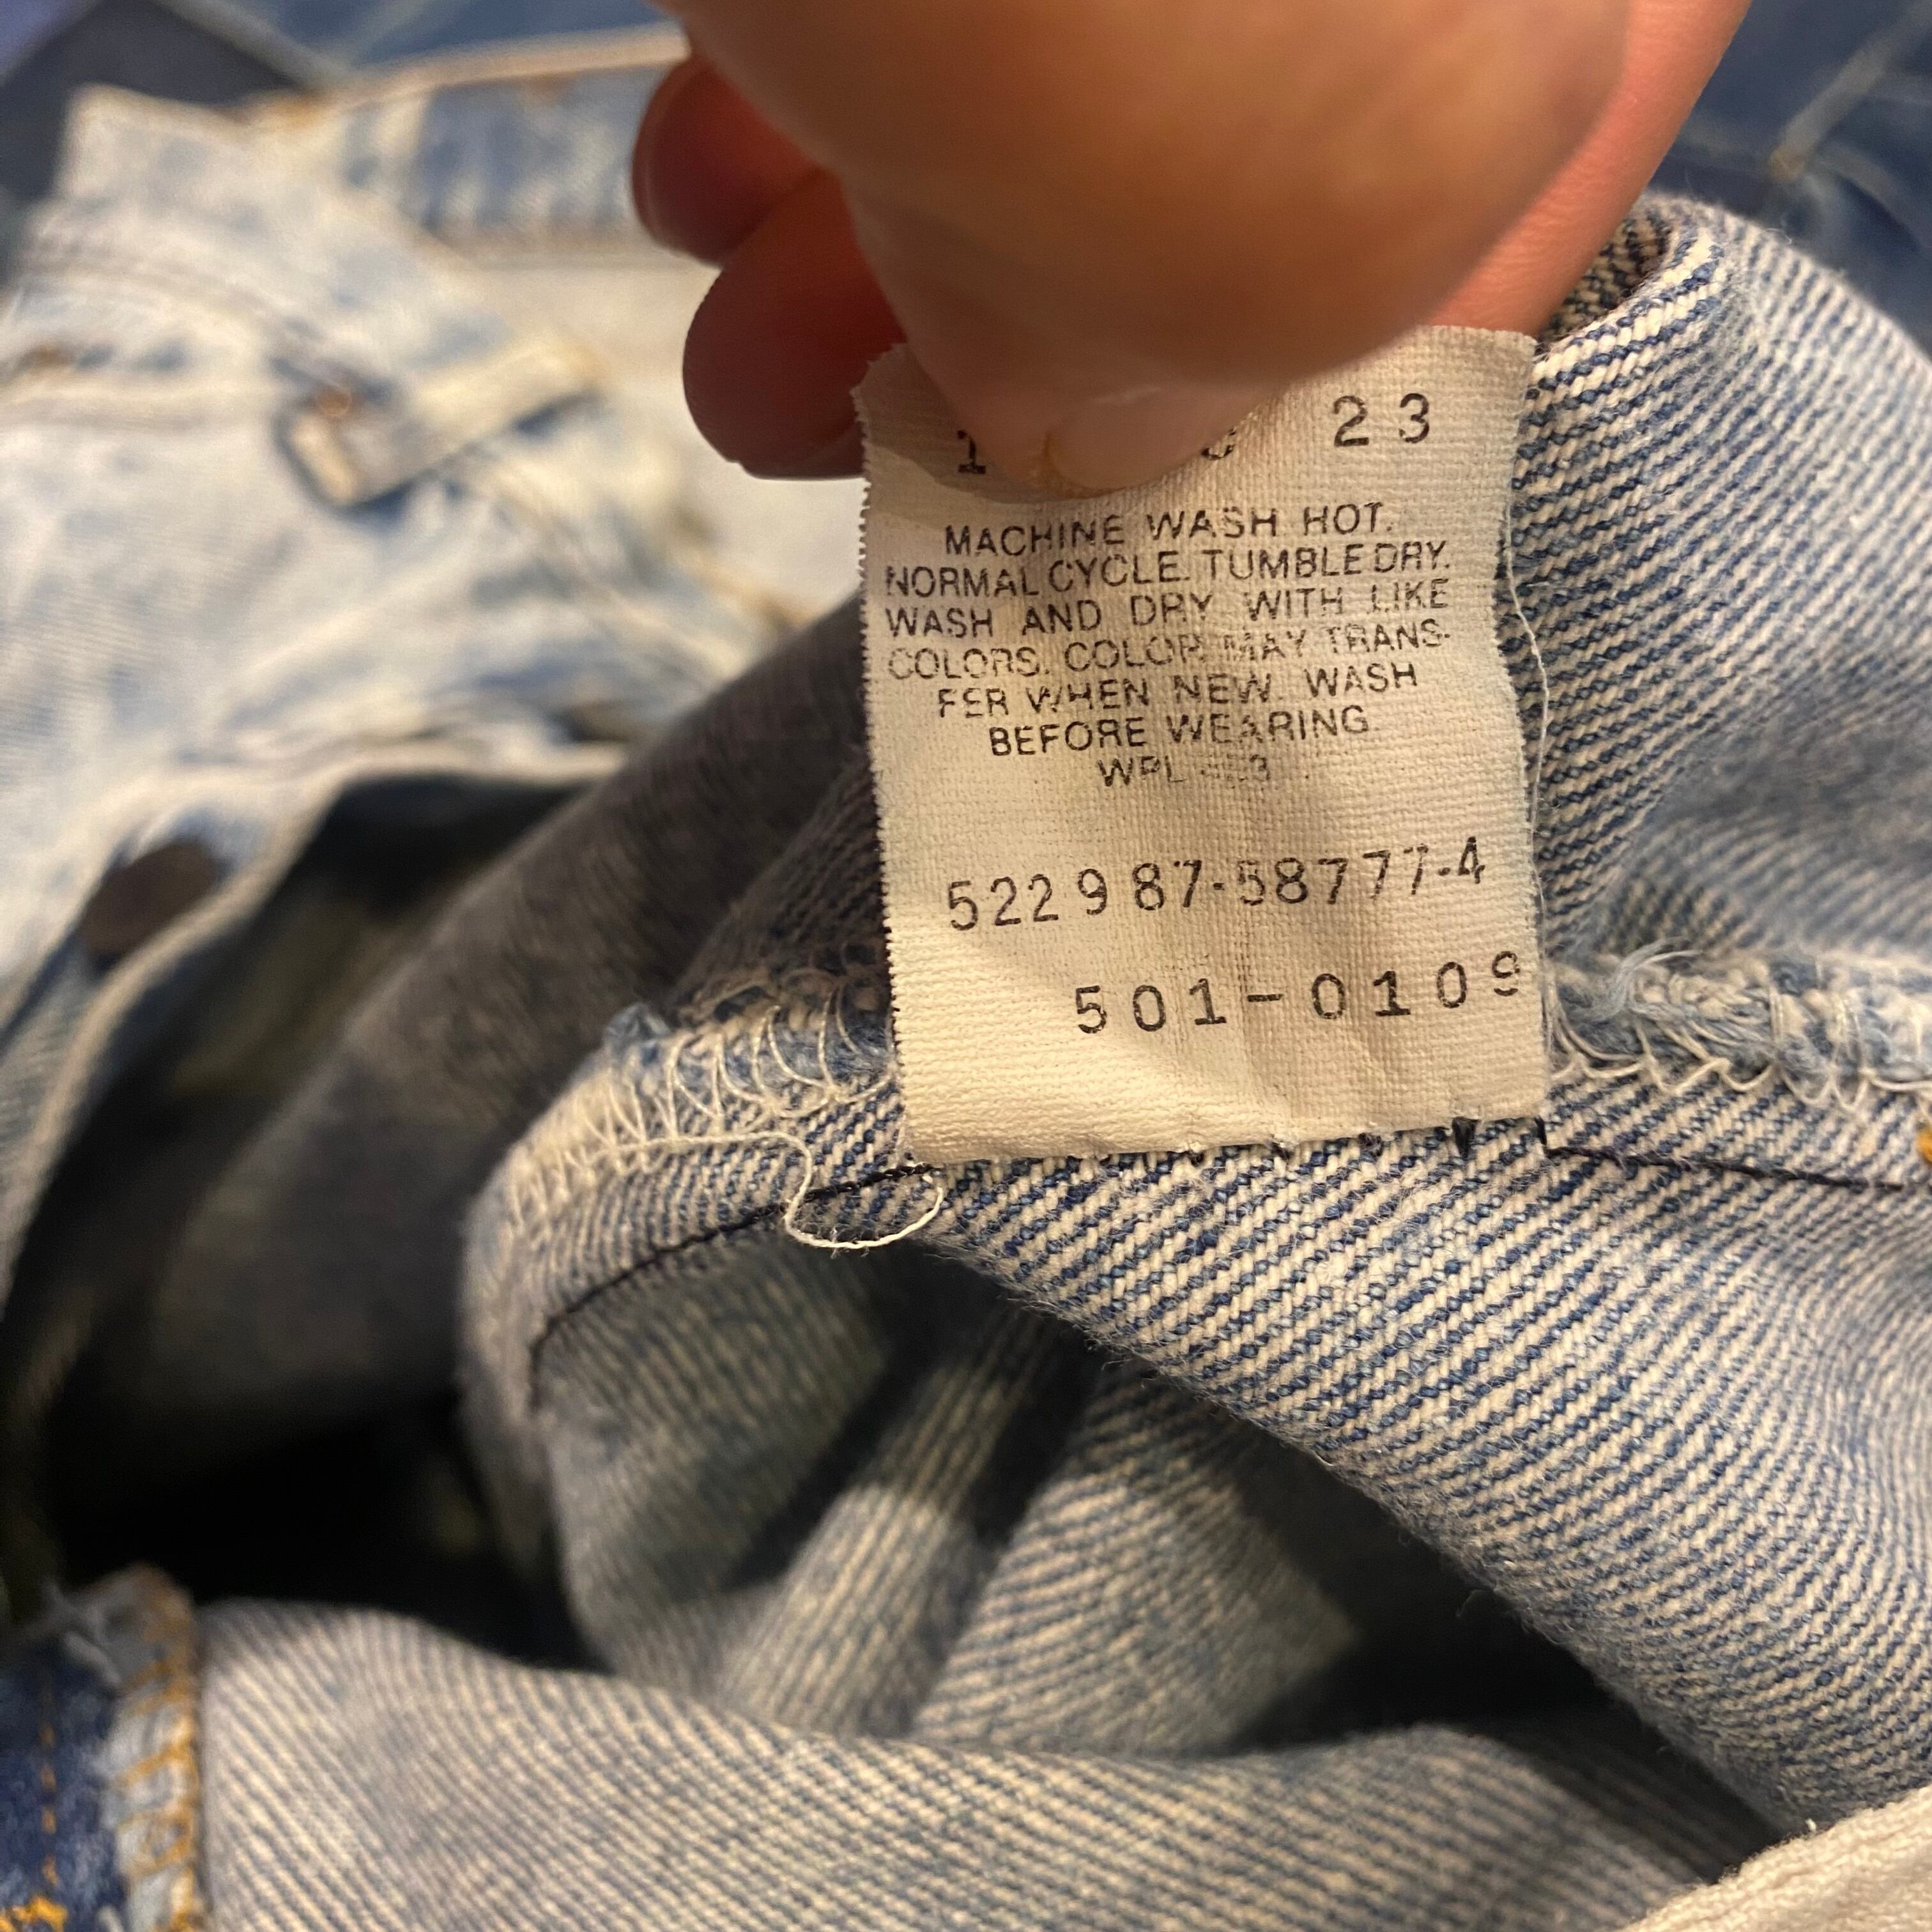 23
MACHINE WASH HOT.
NORMAL CYCLE. TUMBLE DRY.
WASH AND DRY WITH LIKE
COLORS. COLOR MAY TRANS-
FER WHEN NEW. WASH
BEFORE WEARING.
WPL
522987-58777-4
501-0109